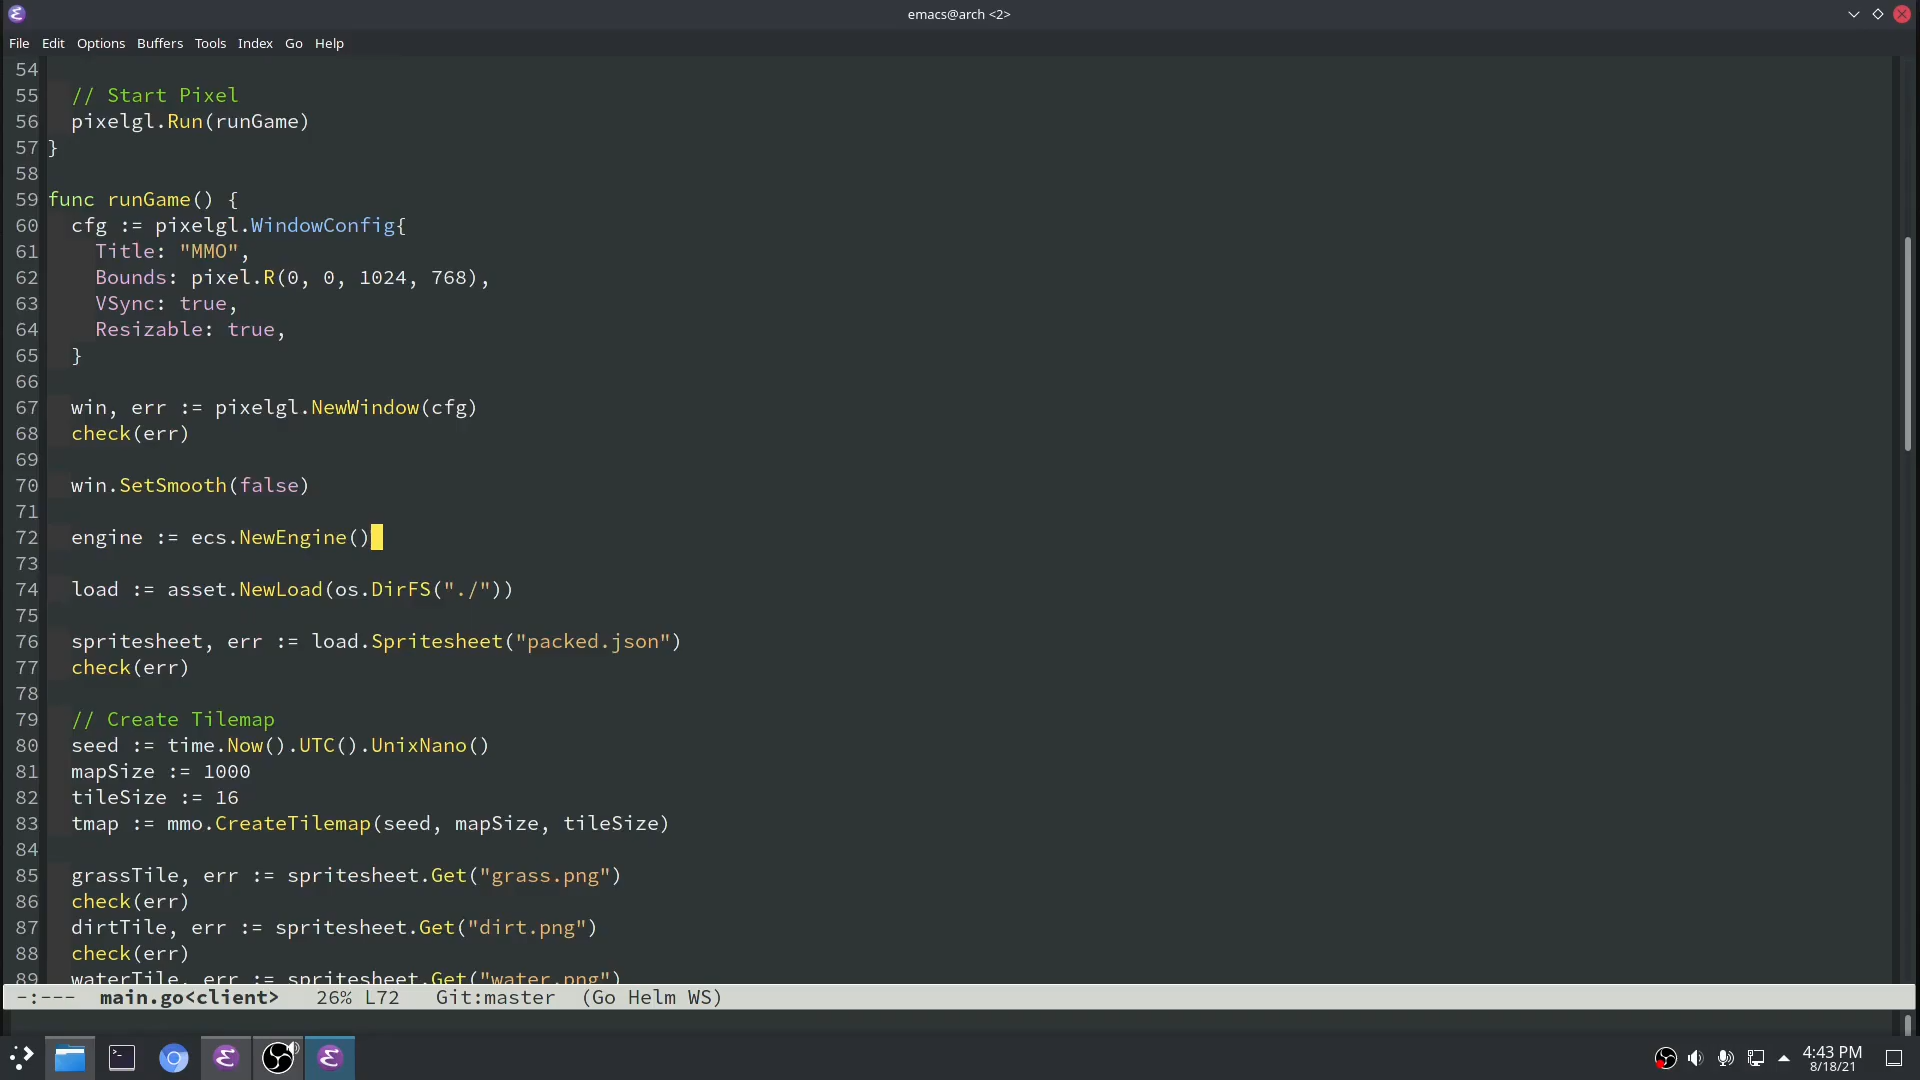 emacs@arch <2>
File Edit Options Buffers Tools Index Go Help
54
55 // Start Pixel
56 pixelgl.Run(runGame)
57 }
58
59 func runGame() {
60 cfg := pixelgl.WindowConfig{
61 Title: "MMO",
62 Bounds: pixel.R(0, 0, 1024, 768),
63 VSync: true,
64 Resizable: true,
65 }
66
67 win, err := pixelgl.NewWindow(cfg)
68 check(err)
69
70 win.SetSmooth(false)
71
72 engine := ecs.NewEngine()
73
74 load := asset.NewLoad(os.DirFS("./"))
75
76 spritesheet, err := load.Spritesheet("packed.json")
77 check(err)
78
79 // Create Tilemap
80 seed := time.Now().UTC().UnixNano()
81 mapSize := 1000
82 tileSize := 16
83 tmap := mmo.CreateTilemap(seed, mapSize, tileSize)
84
85 grassTile, err := spritesheet.Get("grass.png")
86 check(err)
87 dirtTile, err := spritesheet.Get("dirt.png")
88 check(err)
89 waterTile, err := spritesheet.Get("water.png")
-:--- main.go<client> 26% L72 Git:master (Go Helm WS)
4:43 PM
8/18/21